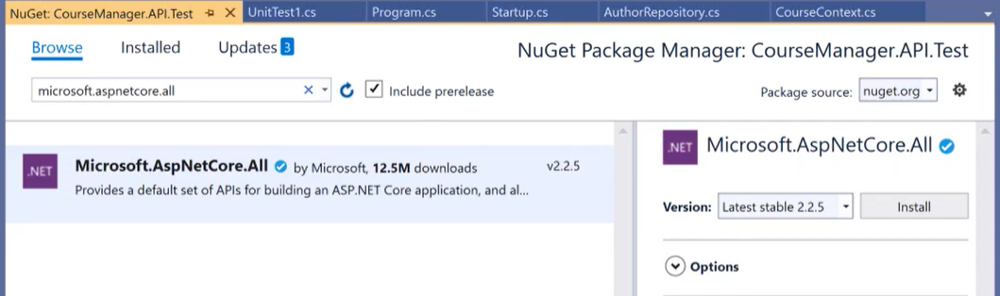 NuGet: CourseManager.API.Test UnitTest1.cs Program.cs Startup.cs AuthorRepository.cs CourseContext.cs
Browse Installed Updates 3
NuGet Package Manager: CourseManager.API.Test
microsoft.aspnetcore.all
Include prerelease
Package source: nuget.org
.NET Microsoft.AspNetCore.All by Microsoft, 12.5M downloads v2.2.5
Provides a default set of APIs for building an ASP.NET Core application, and al...
.NET Microsoft.AspNetCore.All
Version: Latest stable 2.2.5 Install
Options